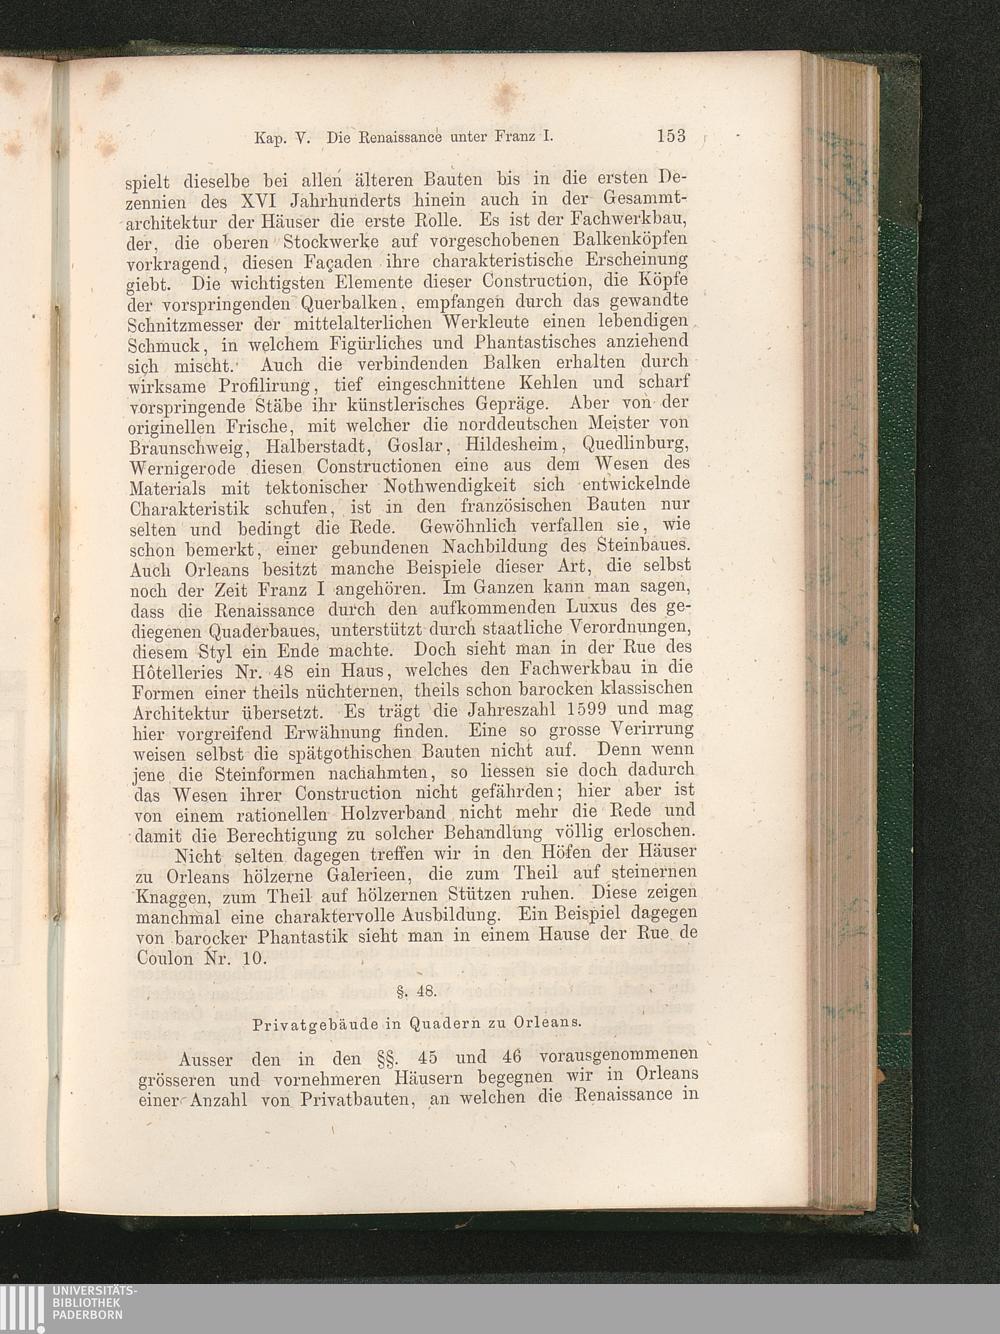 Kap. V. Die Renaissance unter Franz I. 153
spielt dieselbe bei allen älteren Bauten bis in die ersten De-
zennien des XVI Jahrhunderts hinein auch in der Gesammt-
architektur der Häuser die erste Rolle. Es ist der Fachwerkbau,
der, die oberen Stockwerke auf vorgeschobenen Balkenköpfen
vorkragend, diesen Façaden ihre charakteristische Erscheinung
giebt. Die wichtigsten Elemente dieser Construction, die Köpfe
der vorspringenden Querbalken, empfangen durch das gewandte
Schnitzmesser der mittelalterlichen Werkleute einen lebendigen
Schmuck, in welchem Figürliches und Phantastisches anziehend
sich mischt. Auch die verbindenden Balken erhalten durch
wirksame Profilirung, tief eingeschnittene Kehlen und scharf
vorspringende Stäbe ihr künstlerisches Gepräge. Aber von der
originellen Frische, mit welcher die norddeutschen Meister von
Braunschweig, Halberstadt, Goslar, Hildesheim, Quedlinburg,
Wernigerode diesen Constructionen eine aus dem Wesen des
Materials mit tektonischer Nothwendigkeit sich entwickelnde
Charakteristik schufen, ist in den französischen Bauten nur
selten und bedingt die Rede. Gewöhnlich verfallen sie, wie
schon bemerkt, einer gebundenen Nachbildung des Steinbaues.
Auch Orleans besitzt manche Beispiele dieser Art, die selbst
noch der Zeit Franz I angehören. Im Ganzen kann man sagen,
dass die Renaissance durch den aufkommenden Luxus des ge-
diegenen Quaderbaues, unterstützt durch staatliche Verordnungen,
diesem Styl ein Ende machte. Doch sieht man in der Rue des
Hôtelleries Nr. 48 ein Haus, welches den Fachwerkbau in die
Formen einer theils nüchternen, theils schon barocken klassischen
Architektur übersetzt. Es trägt die Jahreszahl 1599 und mag
hier vorgreifend Erwähnung finden. Eine so grosse Verirrung
weisen selbst die spätgothischen Bauten nicht auf. Denn wenn
jene die Steinformen nachahmten, so liessen sie doch dadurch
das Wesen ihrer Construction nicht gefährden; hier aber ist
von einem rationellen Holzverband nicht mehr die Rede und
damit die Berechtigung zu solcher Behandlung völlig erloschen.
Nicht selten dagegen treffen wir in den Höfen der Häuser
zu Orleans hölzerne Galerieen, die zum Theil auf steinernen
Knaggen, zum Theil auf hölzernen Stützen ruhen. Diese zeigen
manchmal eine charaktervolle Ausbildung. Ein Beispiel dagegen
von barocker Phantastik sieht man in einem Hause der Rue de
Coulon Nr. 10.
§. 48.
Privatgebäude in Quadern zu Orleans.
Ausser den in den §§. 45 und 46 vorausgenommenen
grösseren und vornehmeren Häusern begegnen wir in Orleans
einer Anzahl von Privatbauten, an welchen die Renaissance in
UNIVERSITÄTS-
BIBLIOTHEK
PADERBORN